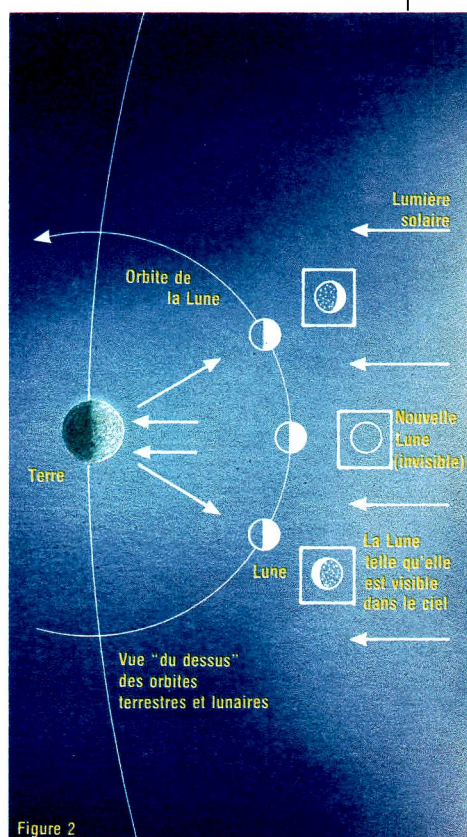 Lumière
solaire
Orbite de
la Lune
Nouvelle
Lune
(invisible)
Terre
Lune
La Lune
telle qu'elle
est visible
dans le ciel
Vue "du dessus"
des orbites
terrestres et lunaires
Figure 2